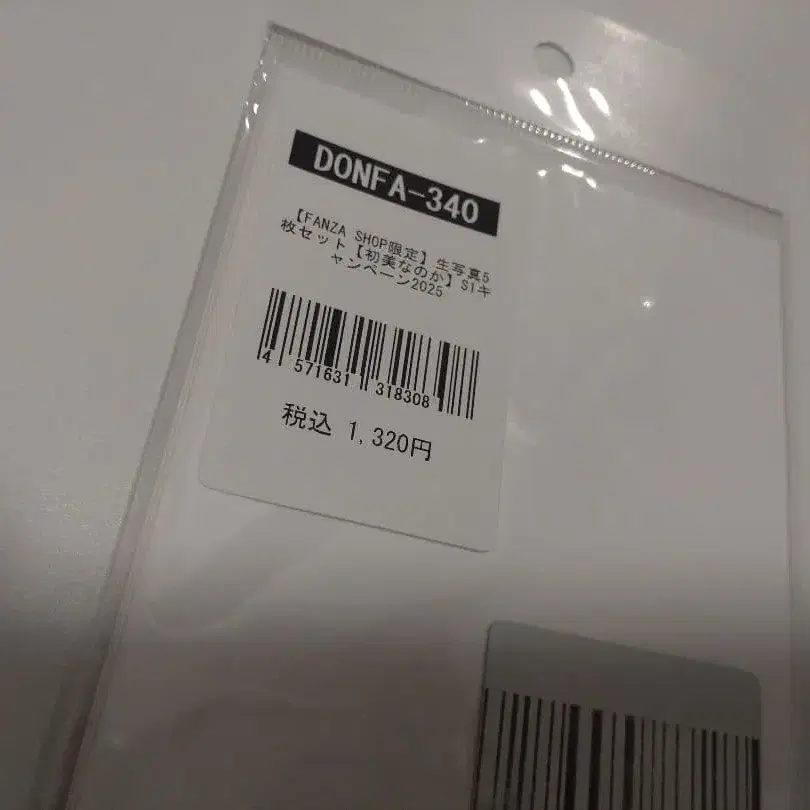 DONFA-340
【FANZA SHOP限定】生写真5
枚セット【初美なのか】S1キ
ャンペーン2025
4 571631 318308
税込 1,320円